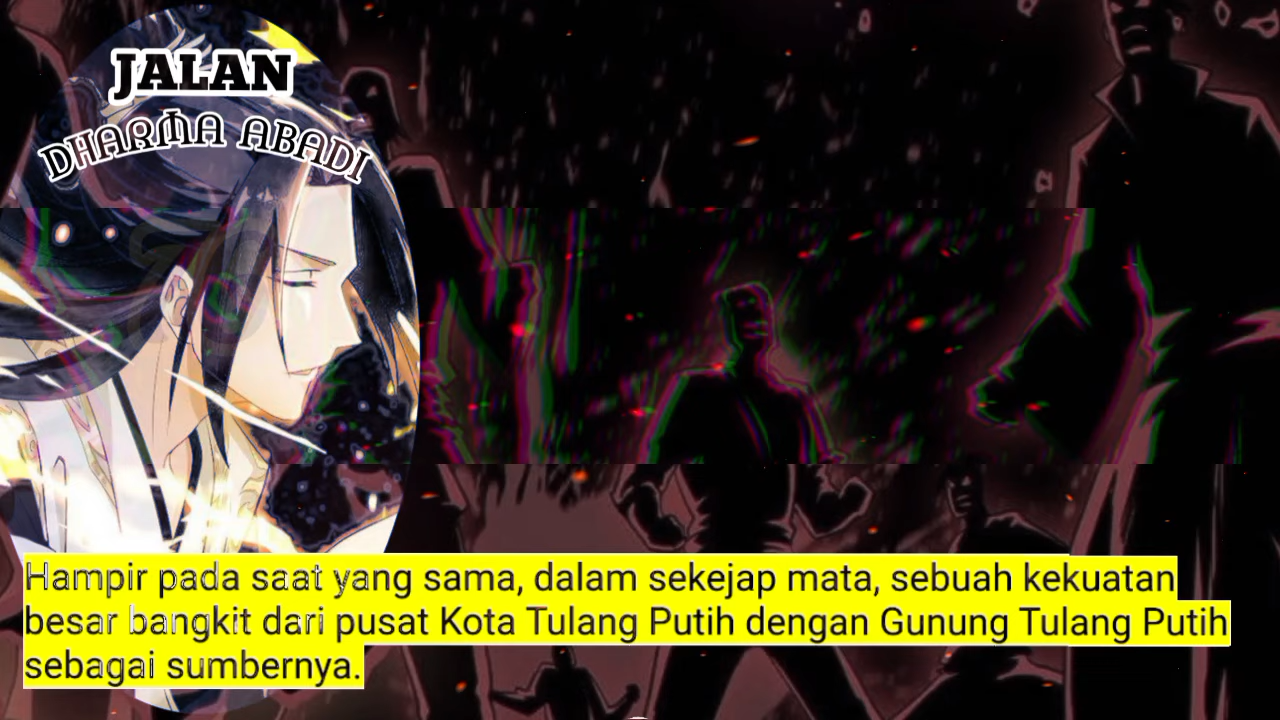 JALAN
DHARMA ABADI
Hampir pada saat yang sama, dalam sekejap mata, sebuah kekuatan
besar bangkit dari pusat Kota Tulang Putih dengan Gunung Tulang Putih
sebagai sumbernya.